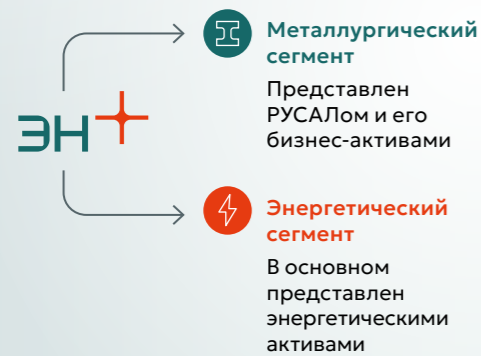 Металлургический
сегмент
Представлен
РУСАЛом и его
бизнес-активами
ЭН+
Энергетический
сегмент
В основном
представлен
энергетическими
активами